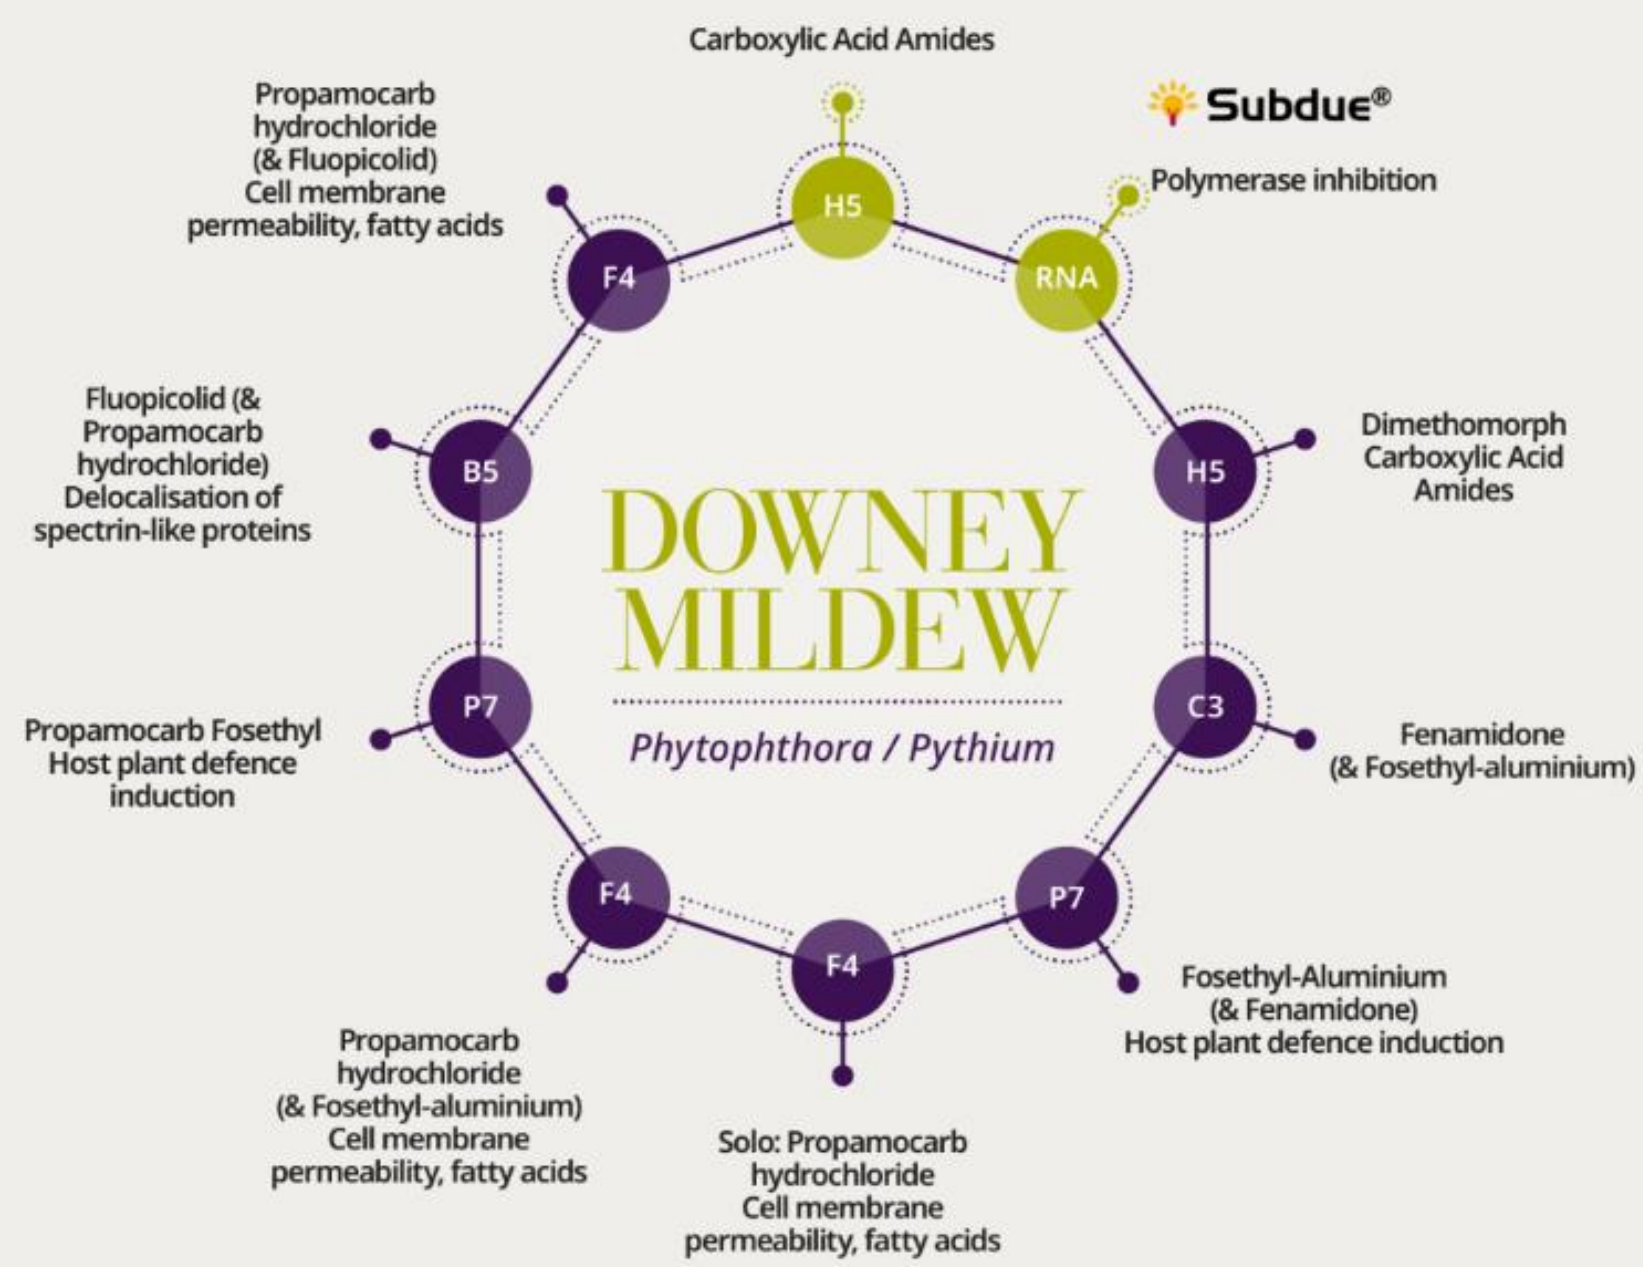 Carboxylic Acid Amides
H5
Subdue®
Polymerase inhibition
RNA
Dimethomorph
Carboxylic Acid
Amides
H5
Fenamidone
(& Fosethyl-aluminium)
C3
Fosethyl-Aluminium
(& Fenamidone)
Host plant defence induction
P7
Solo: Propamocarb
hydrochloride
Cell membrane
permeability, fatty acids
F4
Propamocarb
hydrochloride
(& Fosethyl-aluminium)
Cell membrane
permeability, fatty acids
F4
Propamocarb Fosethyl
Host plant defence
induction
P7
Fluopicolid (&
Propamocarb
hydrochloride)
Delocalisation of
spectrin-like proteins
B5
Propamocarb
hydrochloride
(& Fluopicolid)
Cell membrane
permeability, fatty acids
F4
DOWNEY
MILDEW
Phytophthora / Pythium